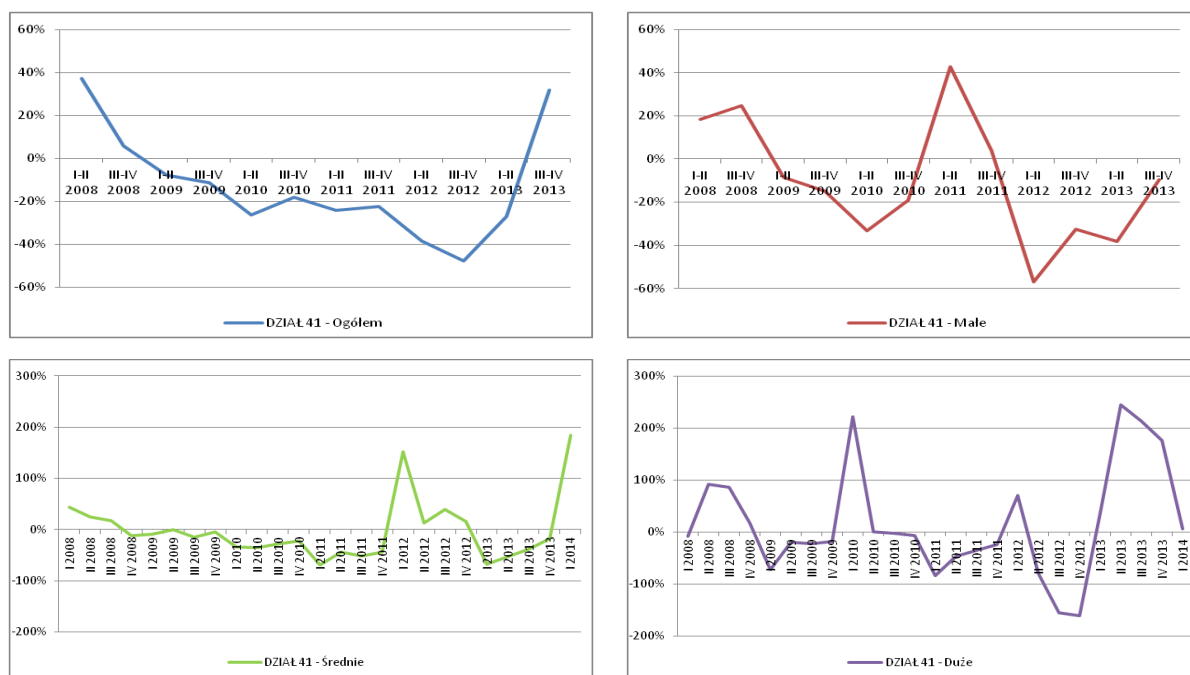 60%
40%
20%
0%
-20%
-40%
-60%
I-II III-IV I-II III-IV I-II III-IV I-II III-IV I-II III-IV I-II III-IV
2008 2008 2009 2009 2010 2010 2011 2011 2012 2012 2013 2013
DZIAŁ 41 - Ogółem
60%
40%
20%
0%
-20%
-40%
-60%
I-II III-IV I-II III-IV I-II III-IV I-II III-IV I-II III-IV I-II III-IV
2008 2008 2009 2009 2010 2010 2011 2011 2012 2012 2013 2013
DZIAŁ 41 - Małe
300%
200%
100%
0%
-100%
-200%
I 2008
II 2008
III 2008
IV 2008
I 2009
II 2009
III 2009
IV 2009
I 2010
II 2010
III 2010
IV 2010
I 2011
II 2011
III 2011
IV 2011
I 2012
II 2012
III 2012
IV 2012
I 2013
II 2013
III 2013
IV 2013
I 2014
DZIAŁ 41 - Średnie
300%
200%
100%
0%
-100%
-200%
I 2008
II 2008
III 2008
IV 2008
I 2009
II 2009
III 2009
IV 2009
I 2010
II 2010
III 2010
IV 2010
I 2011
II 2011
III 2011
IV 2011
I 2012
II 2012
III 2012
IV 2012
I 2013
II 2013
III 2013
IV 2013
I 2014
DZIAŁ 41 - Duże